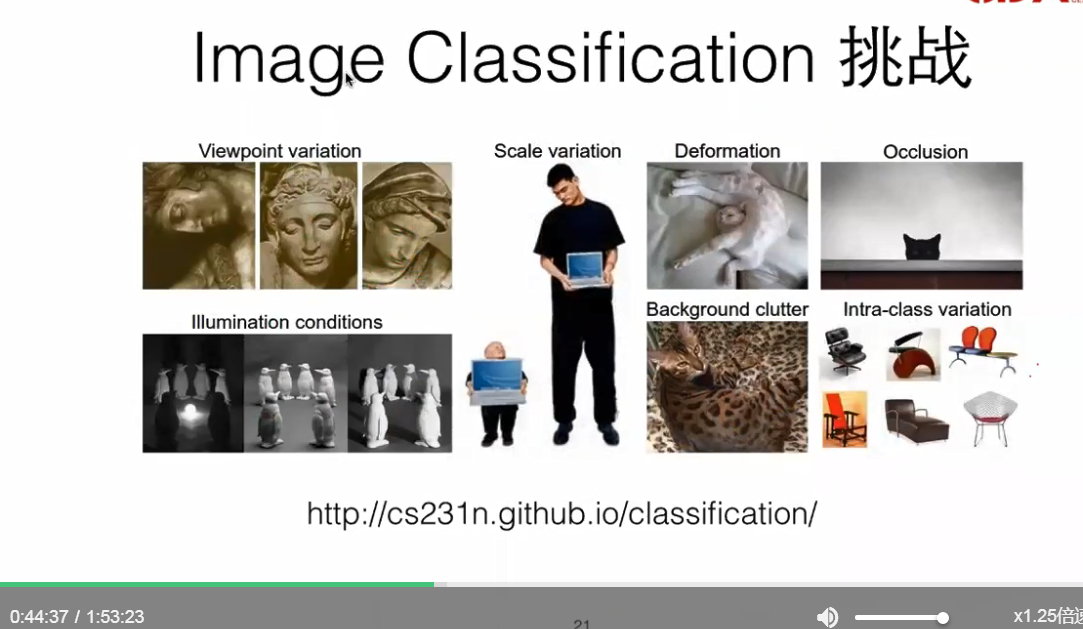 Image Classification 挑战
Viewpoint variation
Scale variation
Deformation
Occlusion
Illumination conditions
Background clutter
Intra-class variation
http://cs231n.github.io/classification/
0:44:37 / 1:53:23
21
x1.25倍速